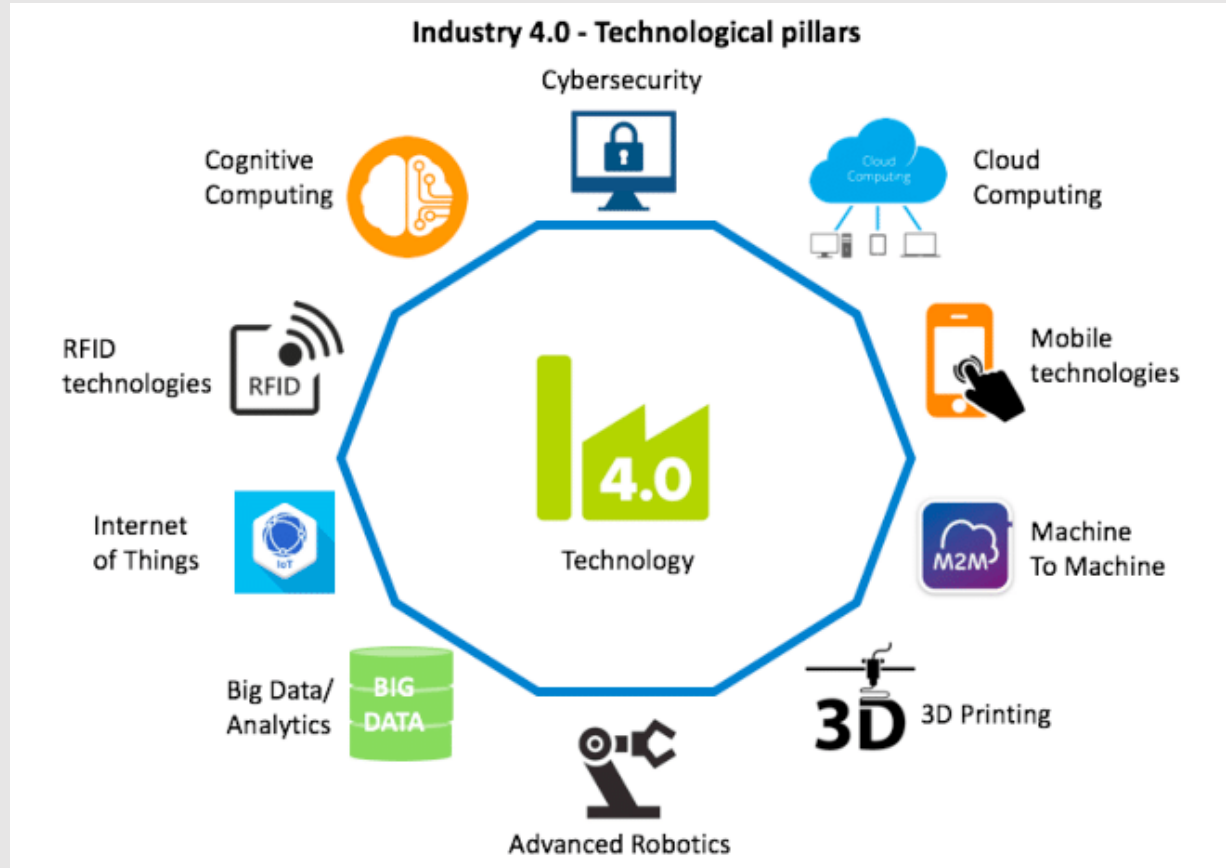 Industry 4.0 - Technological pillars
Cybersecurity
Cognitive
Computing
Cloud
Computing
Cloud
Computing
RFID
technologies
RFID
Mobile
technologies
4.0
Technology
Internet
of Things
IoT
M2M
Machine
To Machine
Big Data/
Analytics
BIG
DATA
3D
3D Printing
Advanced Robotics